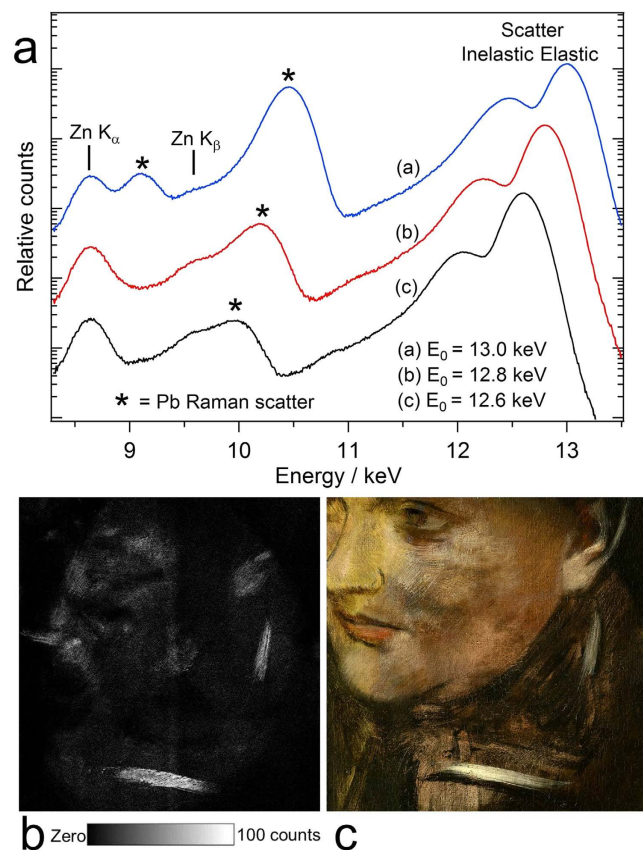 a
Scatter
Inelastic Elastic
Zn Kα
*
Zn Kβ
*
(a)
*
(b)
*
(c)
Relative counts
(a) E₀ = 13.0 keV
(b) E₀ = 12.8 keV
(c) E₀ = 12.6 keV
* = Pb Raman scatter
9 10 11 12 13
Energy / keV
b Zero 100 counts c